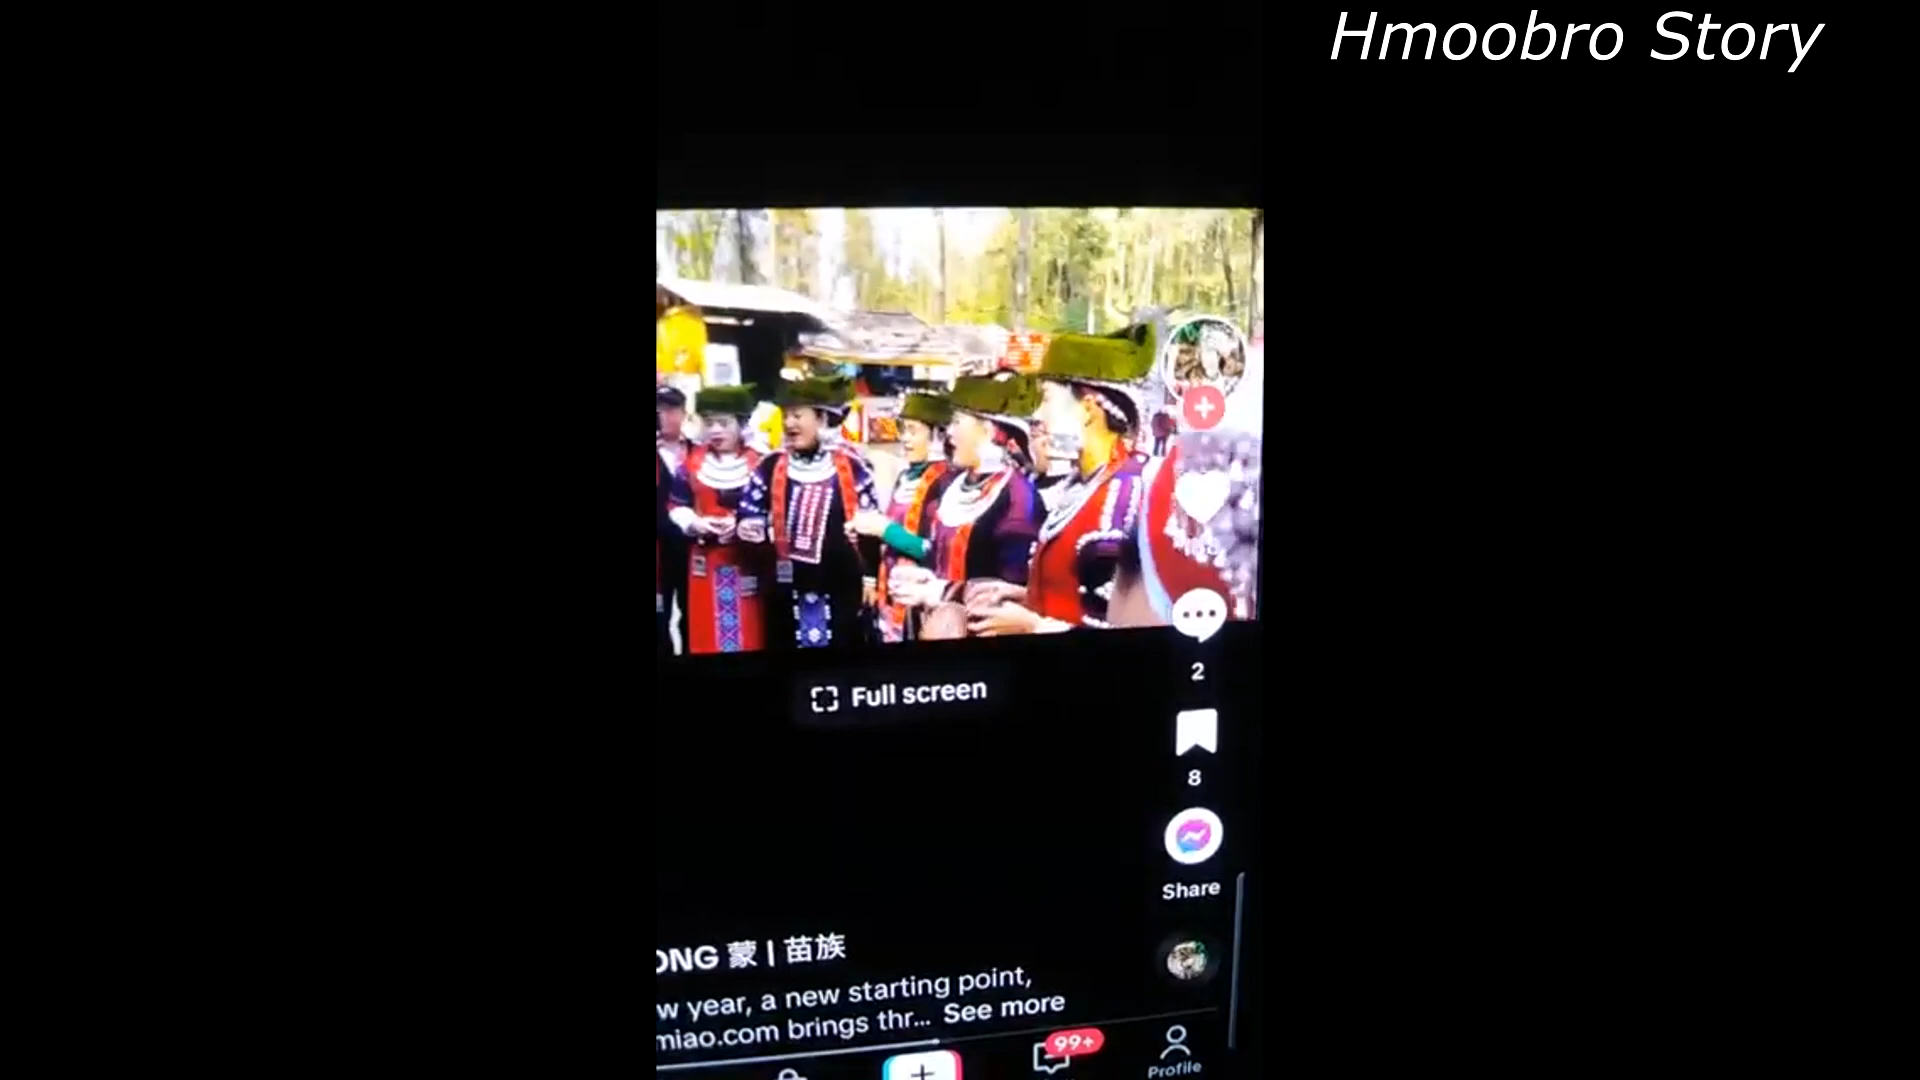 Hmoobro Story
Full screen
2
8
Share
ONG 蒙 | 苗族
w year, a new starting point,
miao.com brings thr... See more
99+
Profile